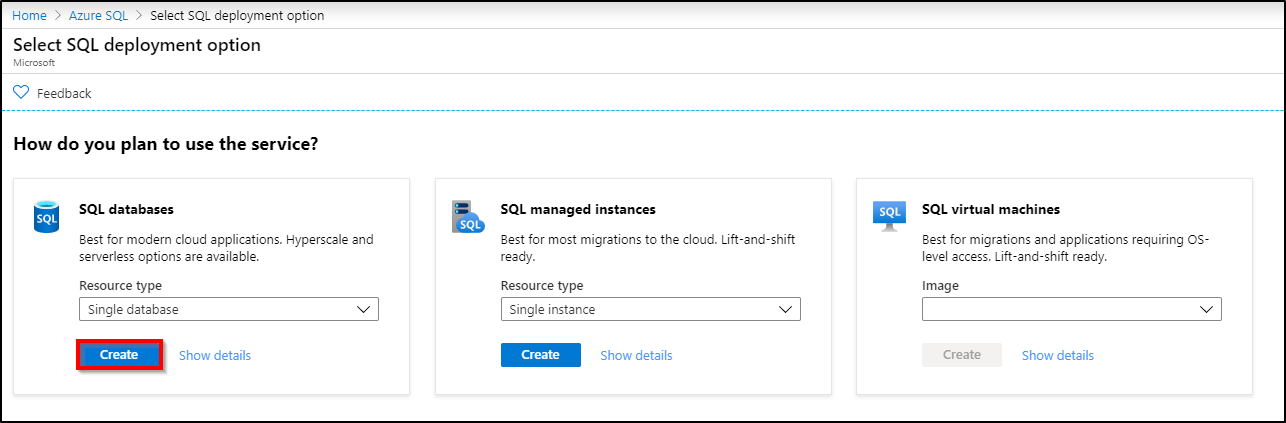 Home > Azure SQL > Select SQL deployment option
Select SQL deployment option
Microsoft
Feedback
How do you plan to use the service?
SQL
SQL databases
Best for modern cloud applications. Hyperscale and
serverless options are available.
Resource type
Single database
Create
Show details
SQL
SQL managed instances
Best for most migrations to the cloud. Lift-and-shift
ready.
Resource type
Single instance
Create
Show details
SQL
SQL virtual machines
Best for migrations and applications requiring OS-
level access. Lift-and-shift ready.
Image
Create
Show details